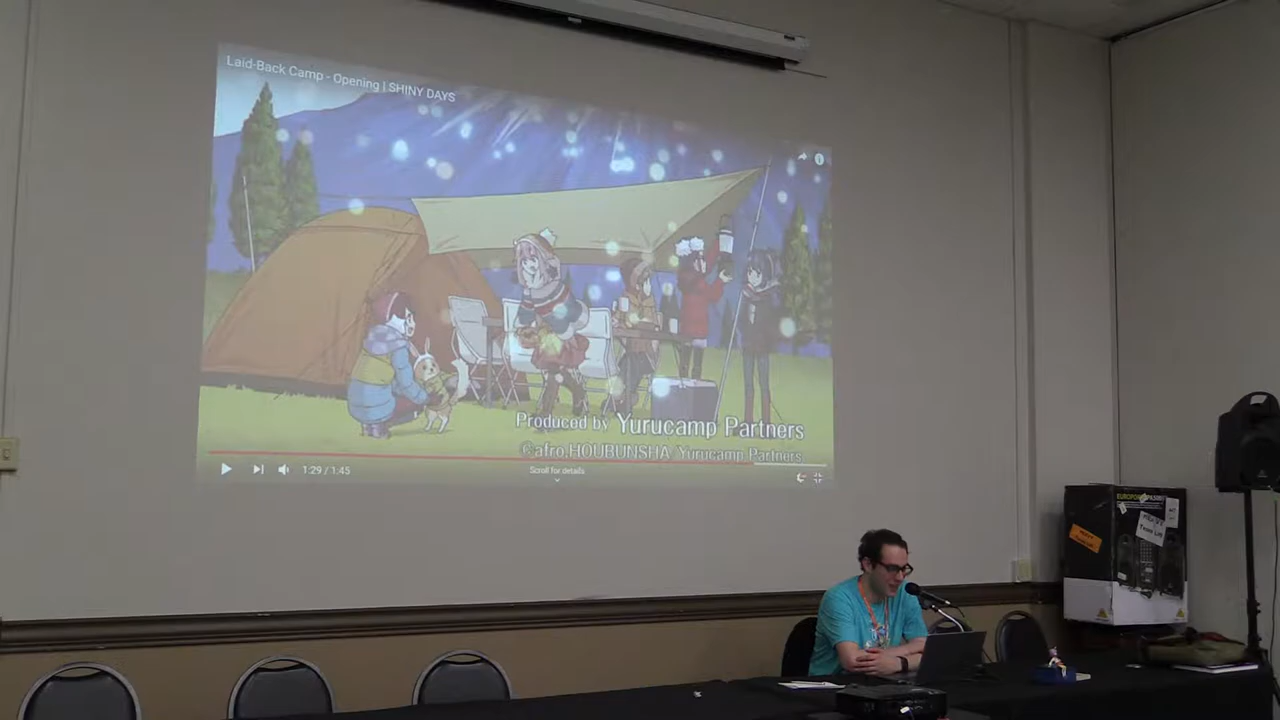 Laid-Back Camp - Opening | SHINY DAYS
Produced by Yurucamp Partners
©afro,HOUBUNSHA Yurucamp Partners
1:29 / 1:45
Scroll for details